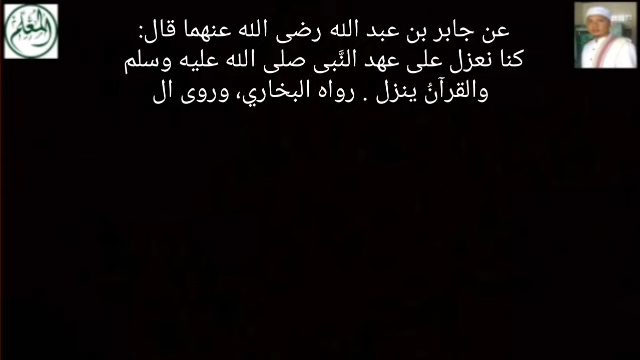 عن جابر بن عبد الله رضى الله عنهما قال:
كنا نعزل على عهد النَّبى صلى الله عليه وسلم
والقرآنُ ينزل . رواه البخاري، وروى ال
المعلم